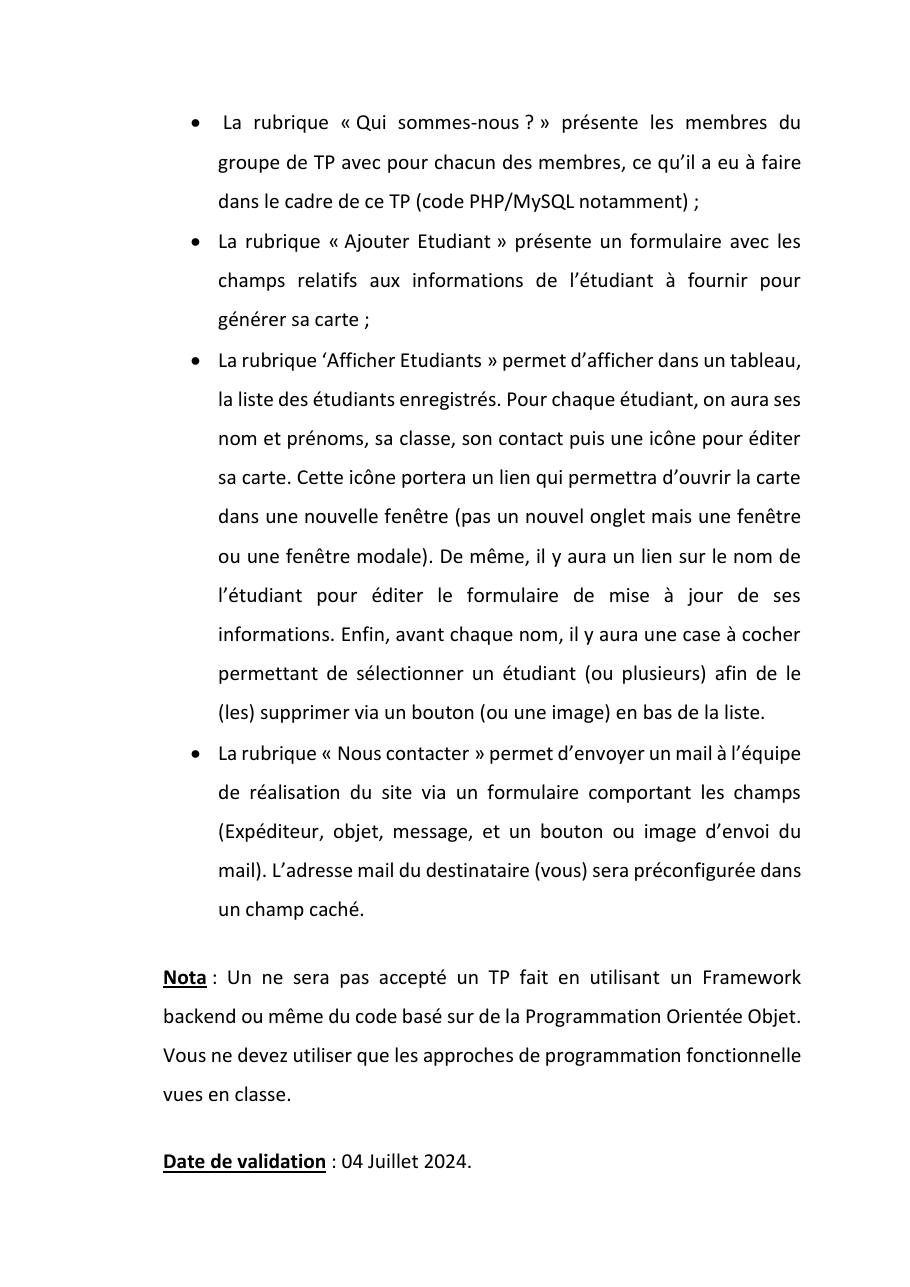 • La rubrique « Qui sommes-nous ? » présente les membres du
groupe de TP avec pour chacun des membres, ce qu’il a eu à faire
dans le cadre de ce TP (code PHP/MySQL notamment) ;
• La rubrique « Ajouter Etudiant » présente un formulaire avec les
champs relatifs aux informations de l’étudiant à fournir pour
générer sa carte ;
• La rubrique ‘Afficher Etudiants » permet d’afficher dans un tableau,
la liste des étudiants enregistrés. Pour chaque étudiant, on aura ses
nom et prénoms, sa classe, son contact puis une icône pour éditer
sa carte. Cette icône portera un lien qui permettra d’ouvrir la carte
dans une nouvelle fenêtre (pas un nouvel onglet mais une fenêtre
ou une fenêtre modale). De même, il y aura un lien sur le nom de
l’étudiant pour éditer le formulaire de mise à jour de ses
informations. Enfin, avant chaque nom, il y aura une case à cocher
permettant de sélectionner un étudiant (ou plusieurs) afin de le
(les) supprimer via un bouton (ou une image) en bas de la liste.
• La rubrique « Nous contacter » permet d’envoyer un mail à l’équipe
de réalisation du site via un formulaire comportant les champs
(Expéditeur, objet, message, et un bouton ou image d’envoi du
mail). L’adresse mail du destinataire (vous) sera préconfigurée dans
un champ caché.
Nota : Un ne sera pas accepté un TP fait en utilisant un Framework
backend ou même du code basé sur de la Programmation Orientée Objet.
Vous ne devez utiliser que les approches de programmation fonctionnelle
vues en classe.
Date de validation : 04 Juillet 2024.